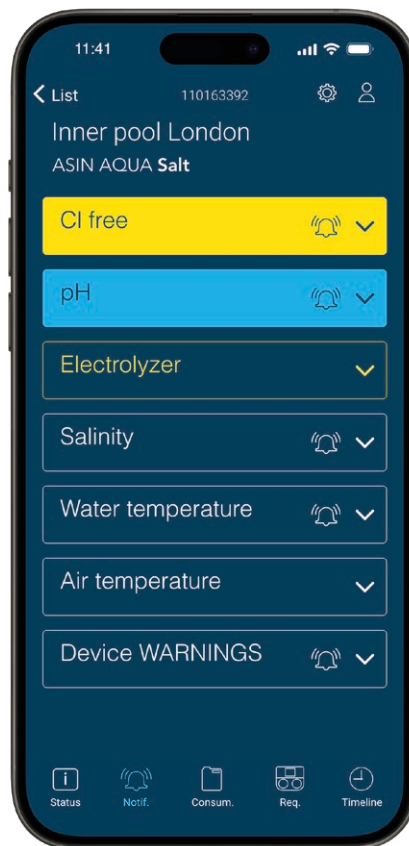 11:41
List
110163392
Inner pool London
ASIN AQUA Salt
Cl free
pH
Electrolyzer
Salinity
Water temperature
Air temperature
Device WARNINGS
Status Notif. Consum. Req. Timeline